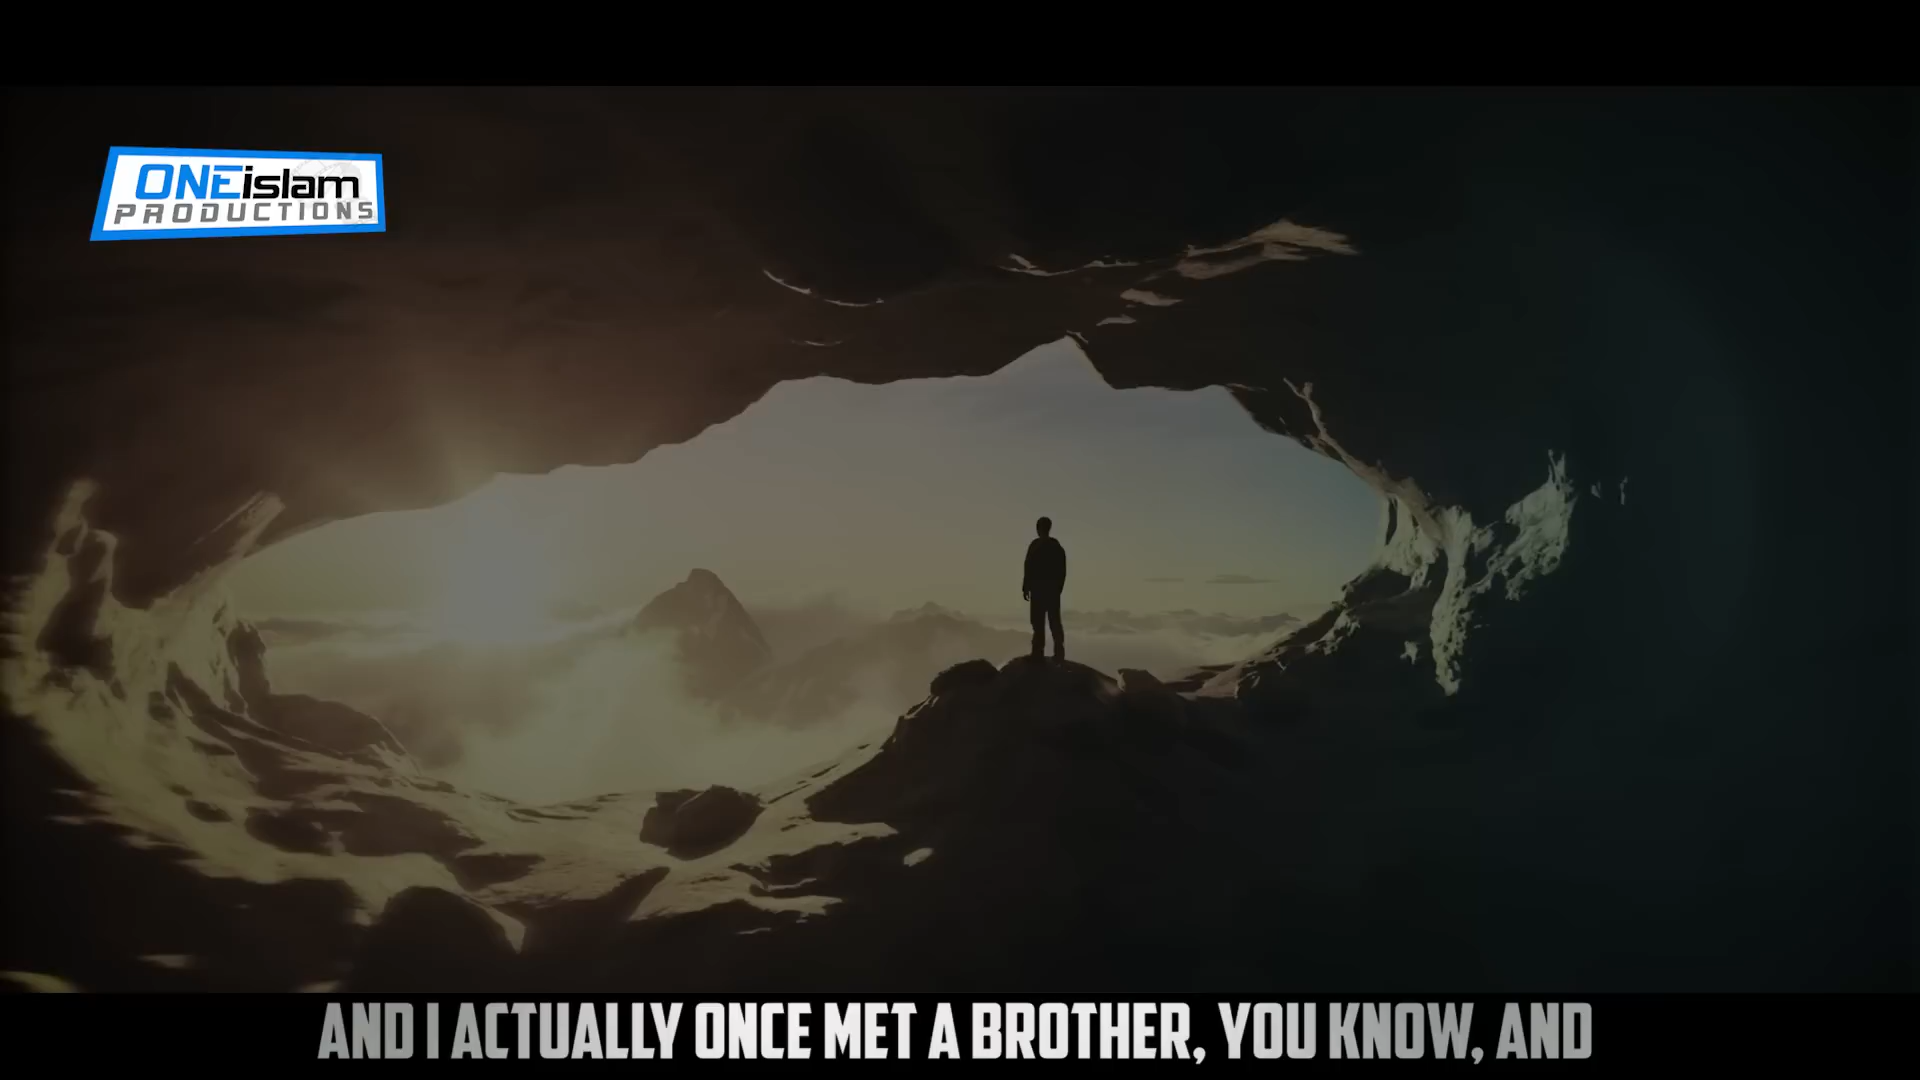 ONEislam
PRODUCTIONS
AND I ACTUALLY ONCE MET A BROTHER, YOU KNOW, AND